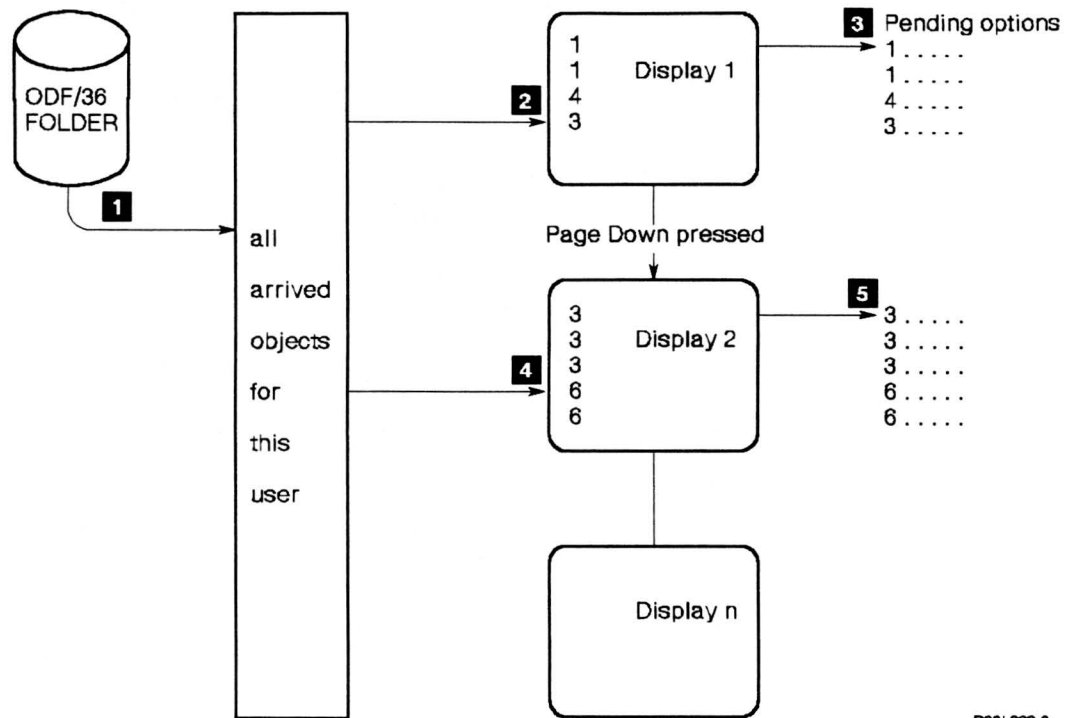 ODF/36
FOLDER
1
all
arrived
objects
for
this
user
2
1
1
4
3
Display 1
3 Pending options
1 . . . . .
1 . . . . .
4 . . . . .
3 . . . . .
Page Down pressed
4
3
3
3
6
6
Display 2
5
3 . . . . .
3 . . . . .
3 . . . . .
6 . . . . .
6 . . . . .
Display n